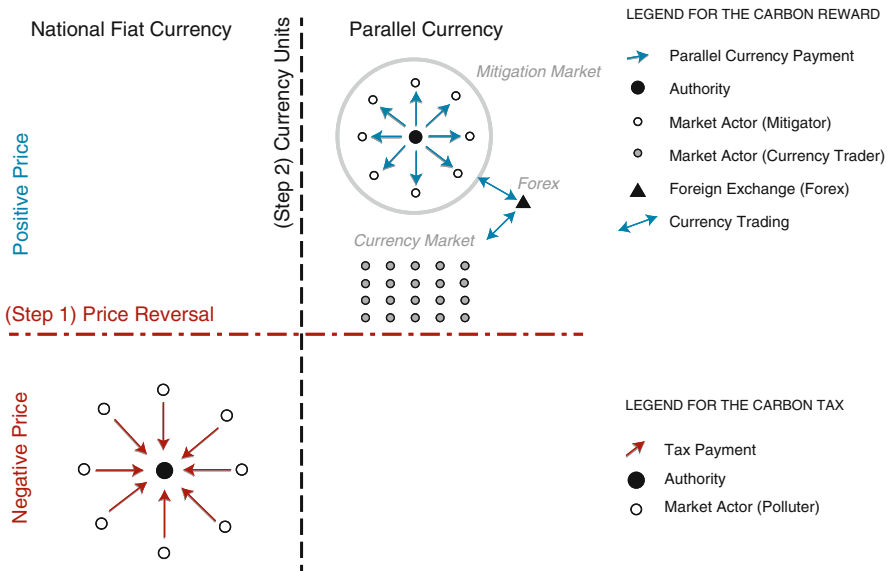 National Fiat Currency
Parallel Currency
(Step 2) Currency Units
Positive Price
Mitigation Market
Forex
Currency Market
(Step 1) Price Reversal
Negative Price
LEGEND FOR THE CARBON REWARD
Parallel Currency Payment
Authority
Market Actor (Mitigator)
Market Actor (Currency Trader)
Foreign Exchange (Forex)
Currency Trading
LEGEND FOR THE CARBON TAX
Tax Payment
Authority
Market Actor (Polluter)